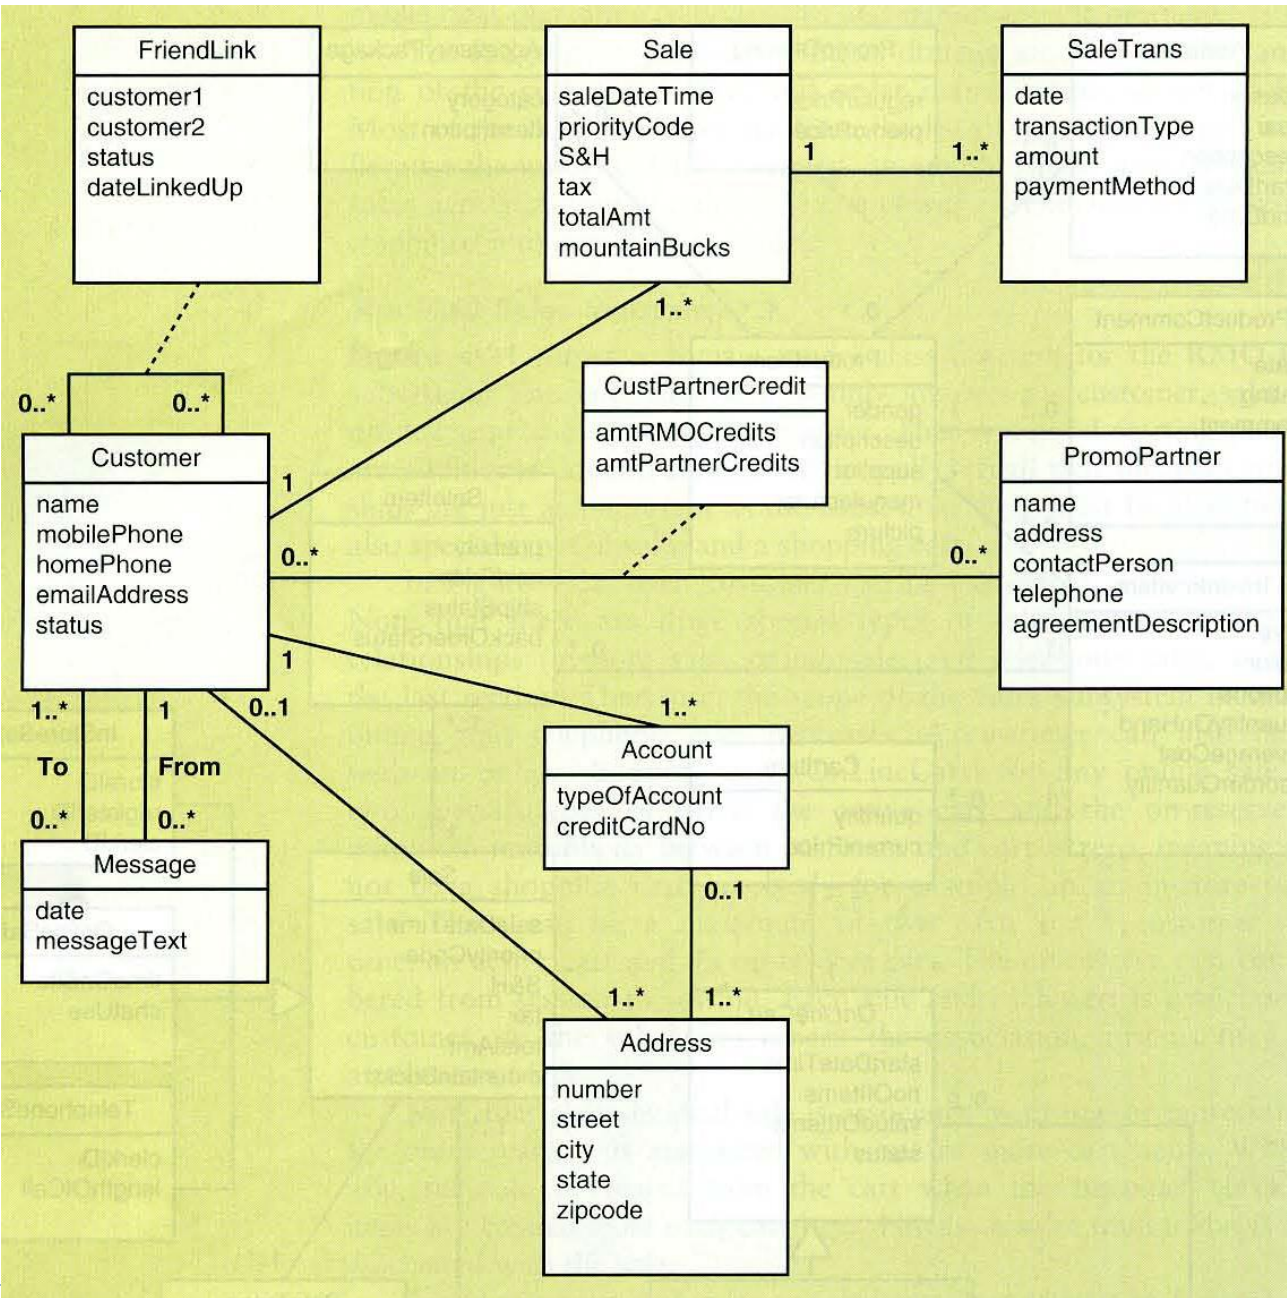 FriendLink
customer1
customer2
status
dateLinkedUp
Sale
saleDateTime
priorityCode
S&H
tax
totalAmt
mountainBucks
1
1..*
SaleTrans
date
transactionType
amount
paymentMethod
1..*
0..*
0..*
CustPartnerCredit
amtRMOCredits
amtPartnerCredits
Customer
name
mobilePhone
homePhone
emailAddress
status
1
0..*
0..*
PromoPartner
name
address
contactPerson
telephone
agreementDescription
1
1..*
1
0..1
1..*
To
From
0..*
0..*
Account
typeOfAccount
creditCardNo
Message
date
messageText
0..1
1..*
1..*
Address
number
street
city
state
zipcode